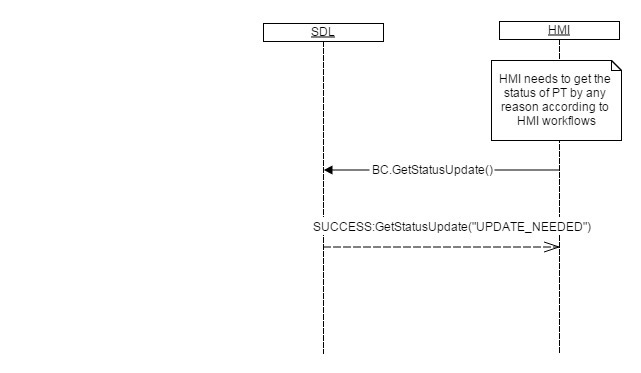 SDL
HMI
HMI needs to get the
status of PT by any
reason according to
HMI workflows
BC.GetStatusUpdate()
SUCCESS:GetStatusUpdate("UPDATE_NEEDED")